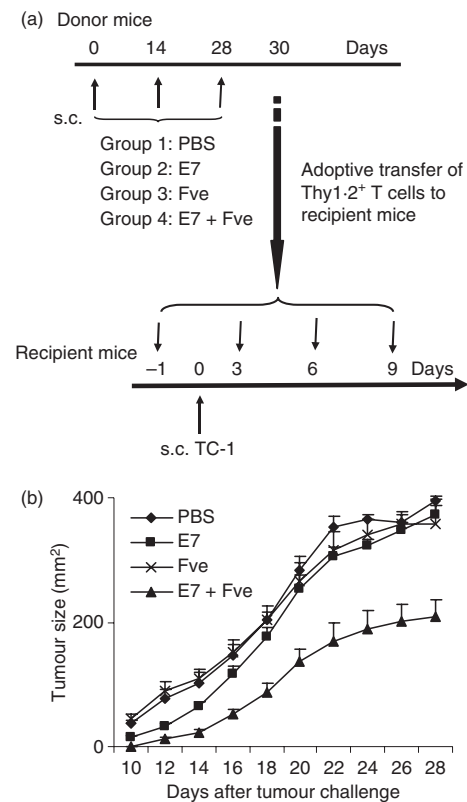 (a) Donor mice
0 14 28 30 Days
s.c.
Group 1: PBS
Group 2: E7
Group 3: Fve
Group 4: E7 + Fve
Adoptive transfer of
Thy1·2⁺ T cells to
recipient mice
Recipient mice
–1 0 3 6 9 Days
s.c. TC-1
(b)
PBS
E7
Fve
E7 + Fve
Tumour size (mm²)
400
200
0
10 12 14 16 18 20 22 24 26 28
Days after tumour challenge